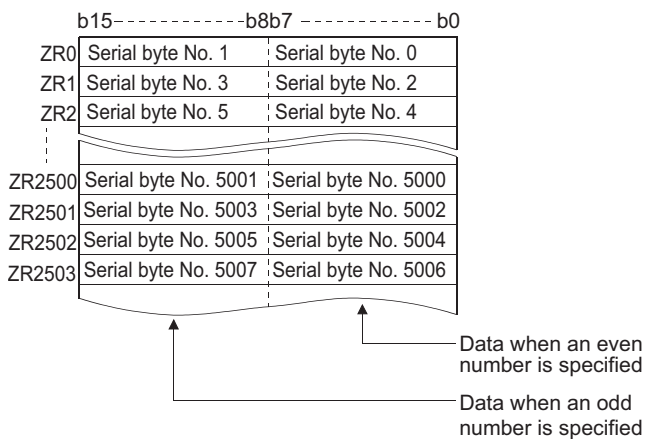 b15 b8b7 b0
ZR0 Serial byte No. 1 Serial byte No. 0
ZR1 Serial byte No. 3 Serial byte No. 2
ZR2 Serial byte No. 5 Serial byte No. 4
ZR2500 Serial byte No. 5001 Serial byte No. 5000
ZR2501 Serial byte No. 5003 Serial byte No. 5002
ZR2502 Serial byte No. 5005 Serial byte No. 5004
ZR2503 Serial byte No. 5007 Serial byte No. 5006
Data when an even
number is specified
Data when an odd
number is specified